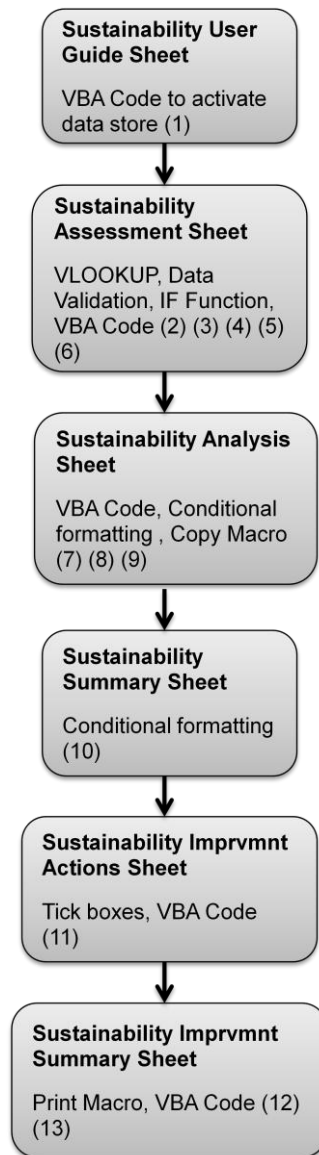 Sustainability User
Guide Sheet
VBA Code to activate
data store (1)
Sustainability
Assessment Sheet
VLOOKUP, Data
Validation, IF Function,
VBA Code (2) (3) (4) (5)
(6)
Sustainability Analysis
Sheet
VBA Code, Conditional
formatting , Copy Macro
(7) (8) (9)
Sustainability
Summary Sheet
Conditional formatting
(10)
Sustainability Imprvmnt
Actions Sheet
Tick boxes, VBA Code
(11)
Sustainability Imprvmnt
Summary Sheet
Print Macro, VBA Code (12)
(13)